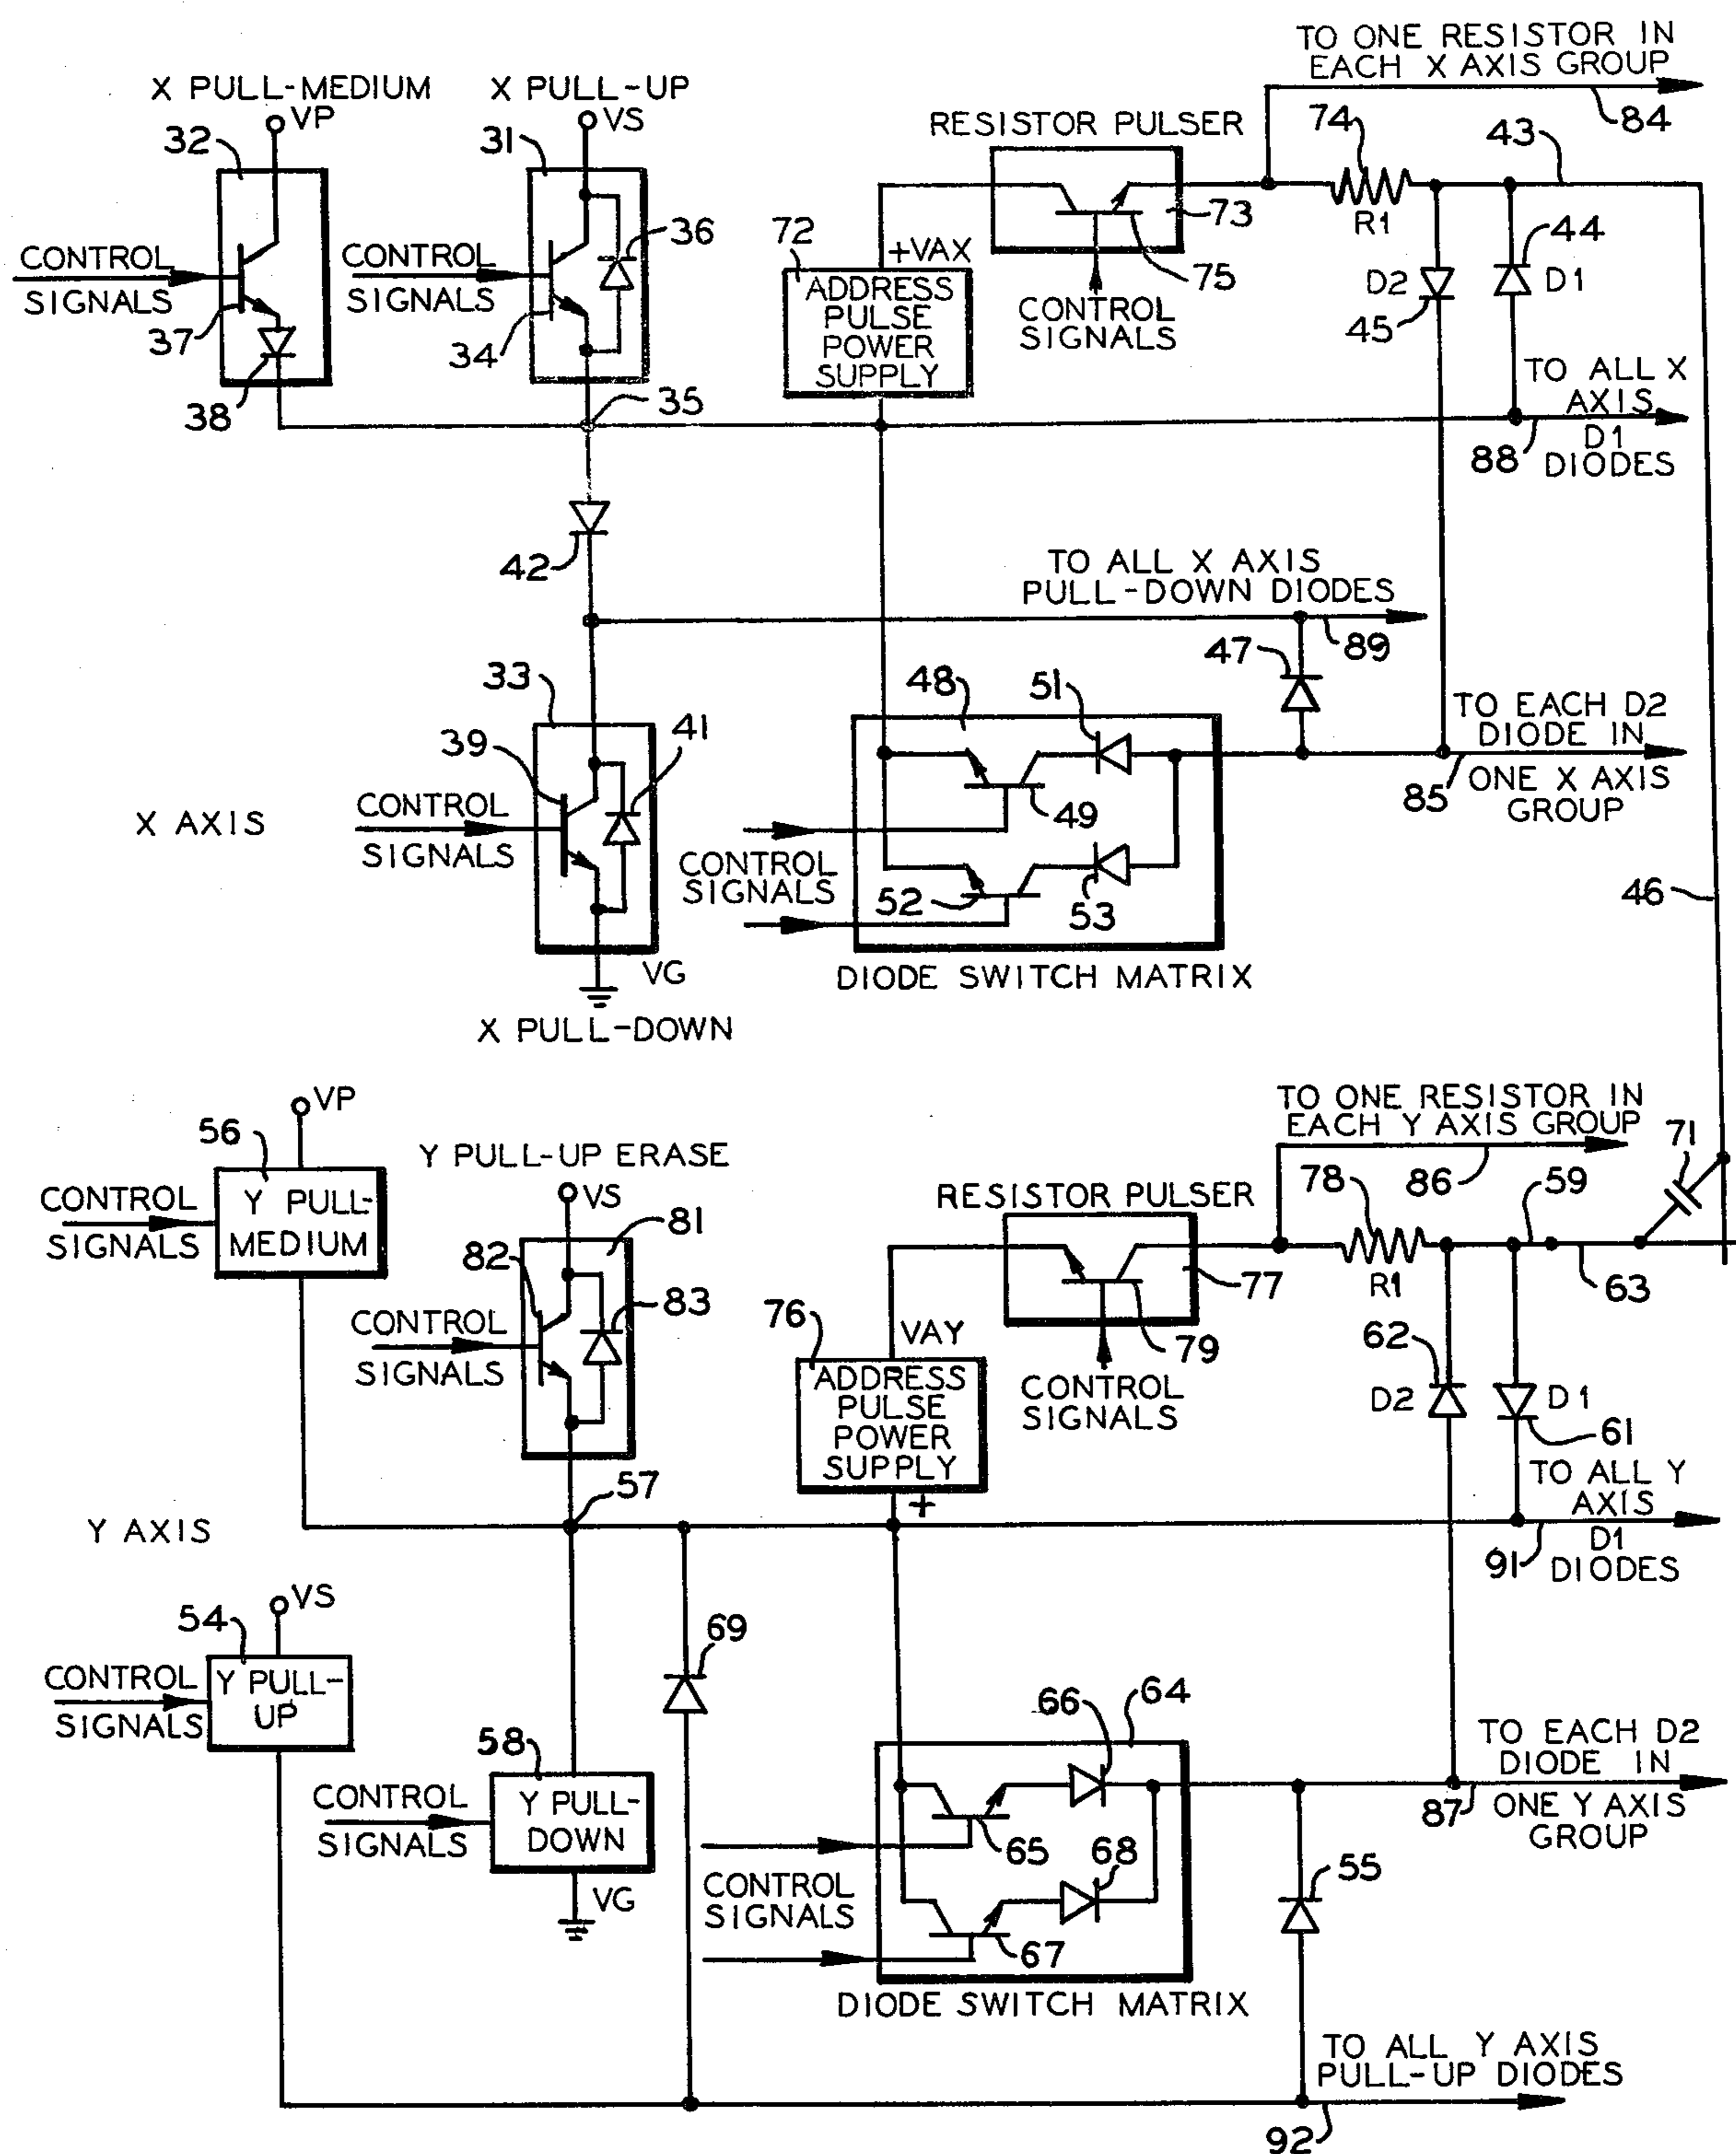 TO ONE RESISTOR IN
EACH X AXIS GROUP
84
X PULL-MEDIUM
VP
32
X PULL-UP
VS
31
RESISTOR PULSER
74
43
R1
73
75
36
44
72
+VAX
D2
D1
45
CONTROL
SIGNALS
CONTROL
SIGNALS
37
34
38
ADDRESS
PULSE
POWER
SUPPLY
CONTROL
SIGNALS
35
TO ALL X
AXIS
D1
DIODES
88
42
TO ALL X AXIS
PULL-DOWN DIODES
89
47
33
48
51
39
41
TO EACH D2
DIODE IN
ONE X AXIS
GROUP
85
X AXIS
CONTROL
SIGNALS
49
CONTROL
SIGNALS
52
53
46
VG
DIODE SWITCH MATRIX
X PULL-DOWN
VP
56
Y PULL-
MEDIUM
CONTROL
SIGNALS
Y PULL-UP ERASE
VS
81
82
83
CONTROL
SIGNALS
TO ONE RESISTOR IN
EACH Y AXIS GROUP
86
71
RESISTOR PULSER
78
59
R1
77
63
79
76
VAY
62
ADDRESS
PULSE
POWER
SUPPLY
+
CONTROL
SIGNALS
D2
D1
61
57
TO ALL Y
AXIS
D1
DIODES
91
Y AXIS
VS
54
Y PULL-
UP
CONTROL
SIGNALS
69
66
64
58
Y PULL-
DOWN
CONTROL
SIGNALS
VG
TO EACH D2
DIODE IN
ONE Y AXIS
GROUP
87
65
68
55
CONTROL
SIGNALS
67
DIODE SWITCH MATRIX
TO ALL Y AXIS
PULL-UP DIODES
92